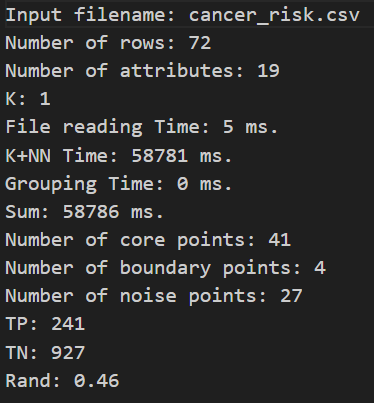 Input filename: cancer_risk.csv
Number of rows: 72
Number of attributes: 19
K: 1
File reading Time: 5 ms.
K+NN Time: 58781 ms.
Grouping Time: 0 ms.
Sum: 58786 ms.
Number of core points: 41
Number of boundary points: 4
Number of noise points: 27
TP: 241
TN: 927
Rand: 0.46